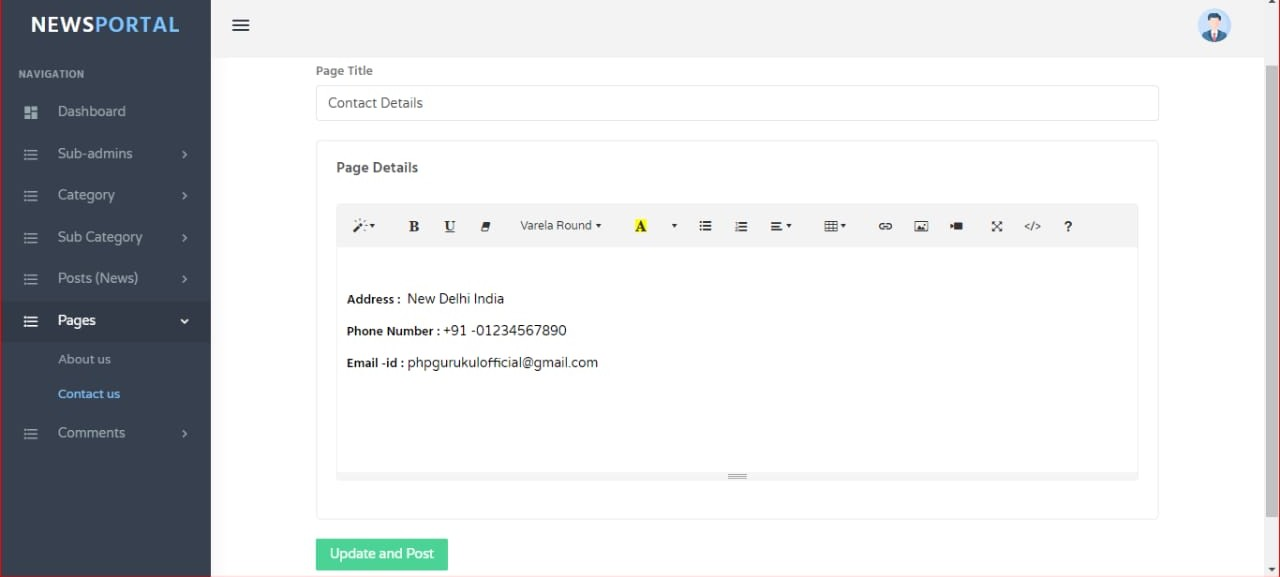 NEWSPORTAL
NAVIGATION
Dashboard
Sub-admins
Category
Sub Category
Posts (News)
Pages
About us
Contact us
Comments
Page Title
Contact Details
Page Details
B U Varela Round A </> ?
Address : New Delhi India
Phone Number : +91 -01234567890
Email -id : phpgurukulofficial@gmail.com
Update and Post